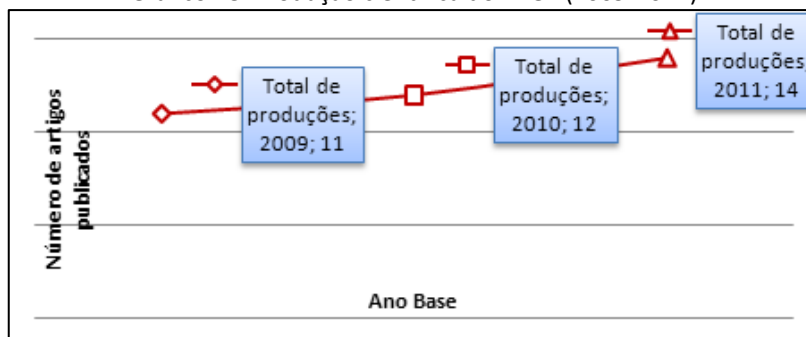 Número de artigos
publicados
Total de
produções;
2009; 11
Total de
produções;
2010; 12
Total de
produções;
2011; 14
Ano Base